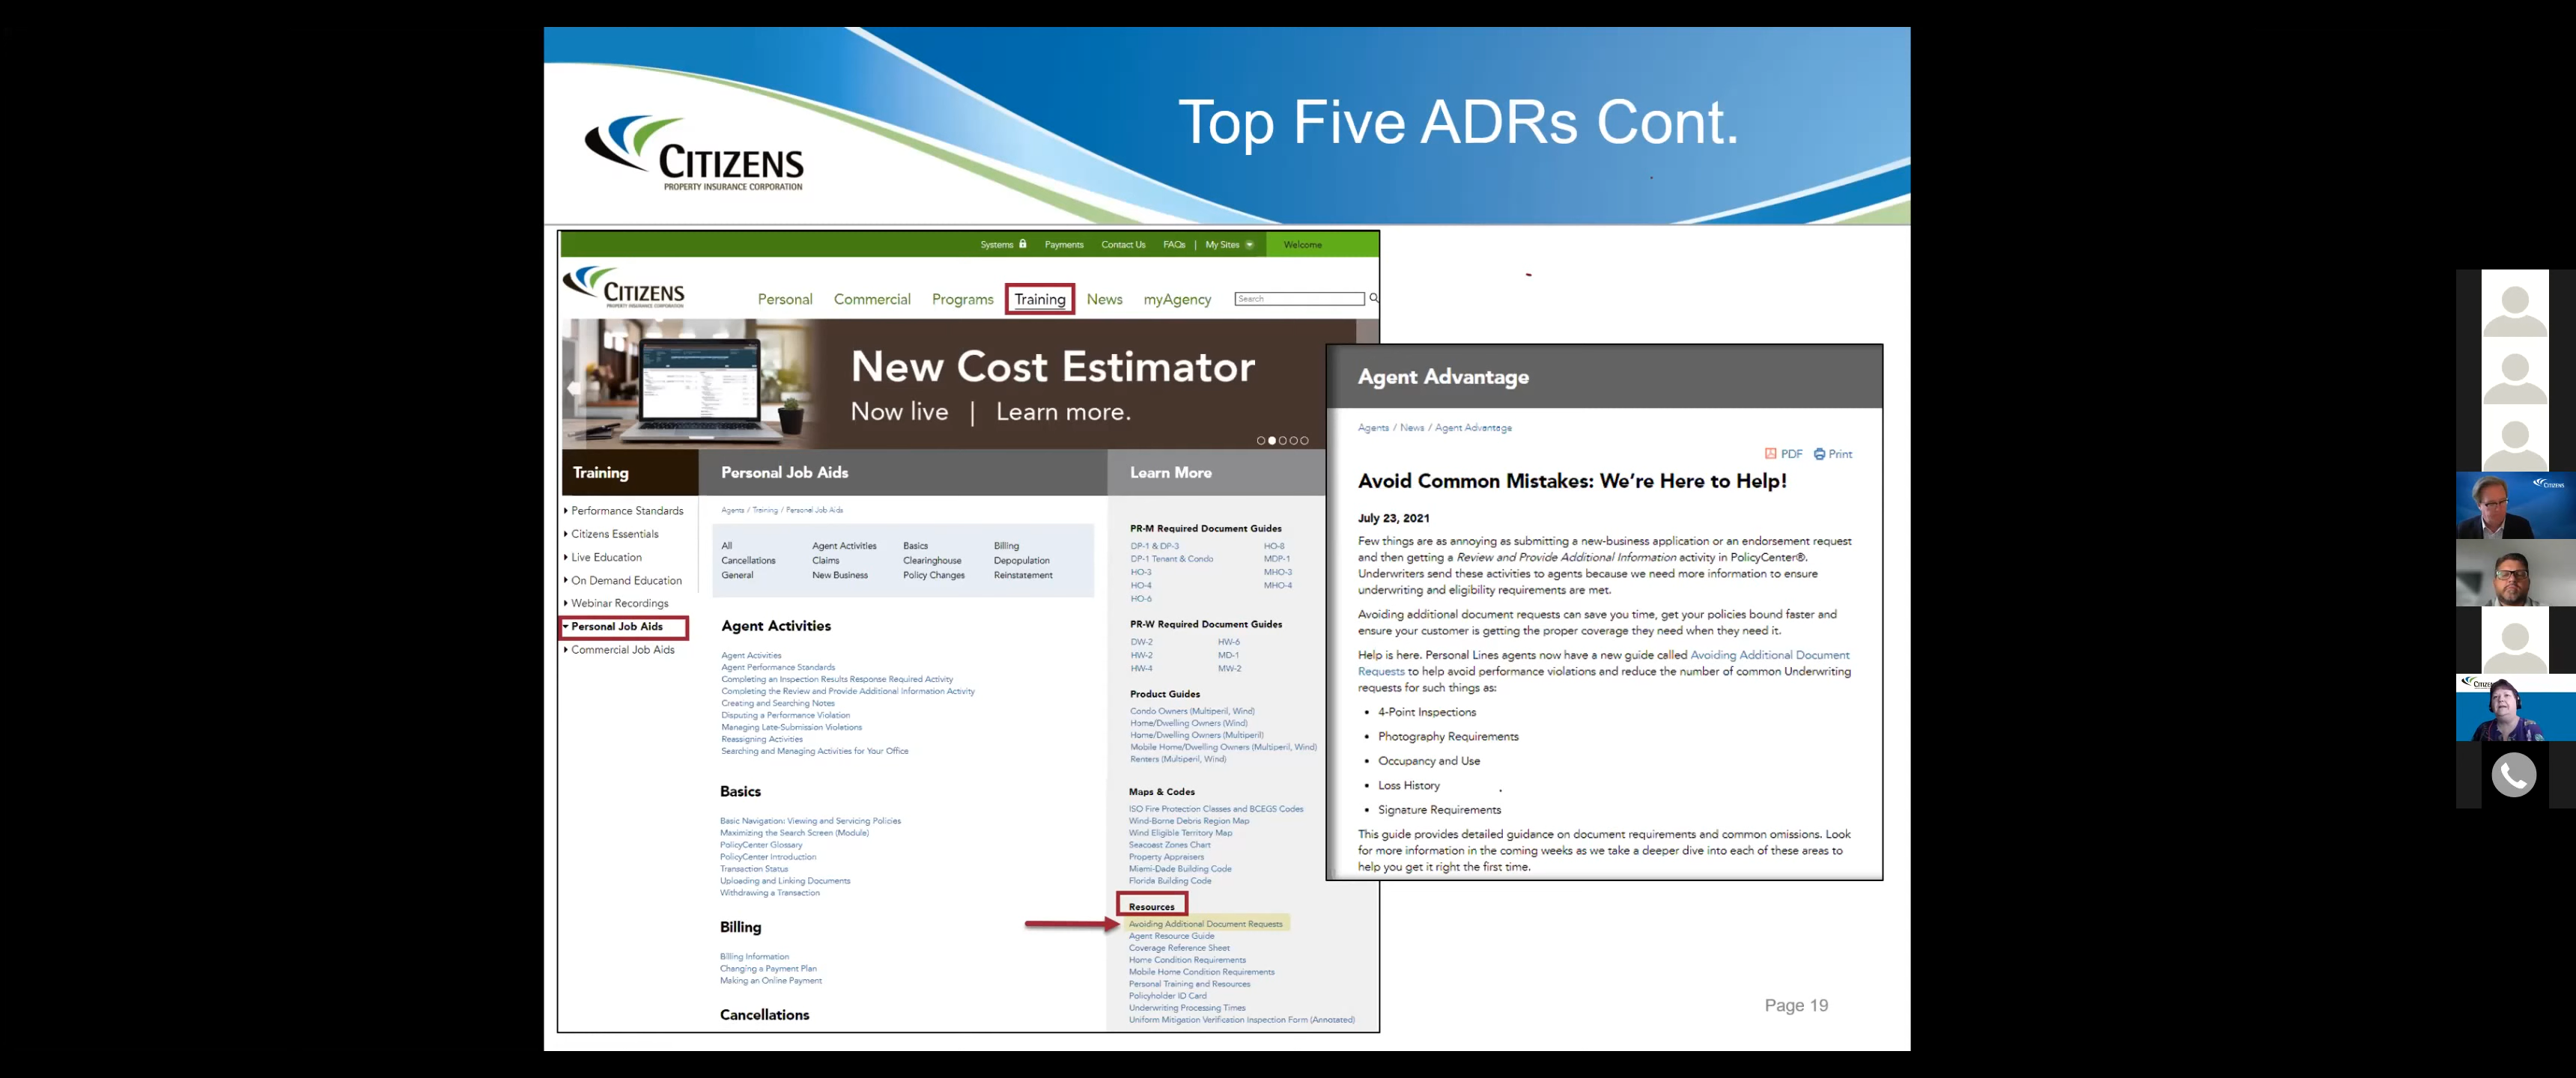 Top Five ADRs Cont.
CITIZENS
PROPERTY INSURANCE CORPORATION
Systems
Payments
Contact Us
FAQs | My Sites
Welcome
CITIZENS
PROPERTY INSURANCE CORPORATION
Personal
Commercial
Programs
Training
News
myAgency
Search
New Cost Estimator
Now live | Learn more.
Training
Performance Standards
Citizens Essentials
Live Education
On Demand Education
Webinar Recordings
Personal Job Aids
Commercial Job Aids
Personal Job Aids
Agents / Training / Personal Job Aids
All
Agent Activities
Basics
Billing
Cancellations
Claims
Clearinghouse
Depopulation
General
New Business
Policy Changes
Reinstatement
Agent Activities
Agent Activities
Agent Performance Standards
Completing an Inspection Results Response Required Activity
Completing the Review and Provide Additional Information Activity
Creating and Searching Notes
Disputing a Performance Violation
Managing Late-Submission Violations
Reassigning Activities
Searching and Managing Activities for Your Office
Basics
Basic Navigation: Viewing and Servicing Policies
Maximizing the Search Screen (Module)
PolicyCenter Glossary
PolicyCenter Introduction
Transaction Status
Uploading and Linking Documents
Withdrawing a Transaction
Billing
Billing Information
Changing a Payment Plan
Making an Online Payment
Cancellations
Learn More
PR-M Required Document Guides
DP-1 & DP-3
HO-8
DP-1 Tenant & Condo
MDP-1
HO-3
MHO-3
HO-4
MHO-4
HO-6
PR-W Required Document Guides
DW-2
HW-6
HW-2
MD-1
HW-4
MW-2
Product Guides
Condo Owners (Multiperil, Wind)
Home/Dwelling Owners (Wind)
Home/Dwelling Owners (Multiperil)
Mobile Home/Dwelling Owners (Multiperil, Wind)
Renters (Multiperil, Wind)
Maps & Codes
ISO Fire Protection Classes and BCEGS Codes
Wind-Borne Debris Region Map
Wind Eligible Territory Map
Seacoast Zones Chart
Property Appraisers
Miami-Dade Building Code
Florida Building Code
Resources
Avoiding Additional Document Requests
Agent Resource Guide
Coverage Reference Sheet
Home Condition Requirements
Mobile Home Condition Requirements
Personal Training and Resources
Policyholder ID Card
Underwriting Processing Times
Uniform Mitigation Verification Inspection Form (Annotated)
Agent Advantage
Agents / News / Agent Advantage
PDF
Print
Avoid Common Mistakes: We're Here to Help!
July 23, 2021
Few things are as annoying as submitting a new-business application or an endorsement request
and then getting a Review and Provide Additional Information activity in PolicyCenter®.
Underwriters send these activities to agents because we need more information to ensure
underwriting and eligibility requirements are met.
Avoiding additional document requests can save you time, get your policies bound faster and
ensure your customer is getting the proper coverage they need when they need it.
Help is here. Personal Lines agents now have a new guide called Avoiding Additional Document
Requests to help avoid performance violations and reduce the number of common Underwriting
requests for such things as:
• 4-Point Inspections
• Photography Requirements
• Occupancy and Use
• Loss History
• Signature Requirements
This guide provides detailed guidance on document requirements and common omissions. Look
for more information in the coming weeks as we take a deeper dive into each of these areas to
help you get it right the first time.
Page 19
CITIZENS